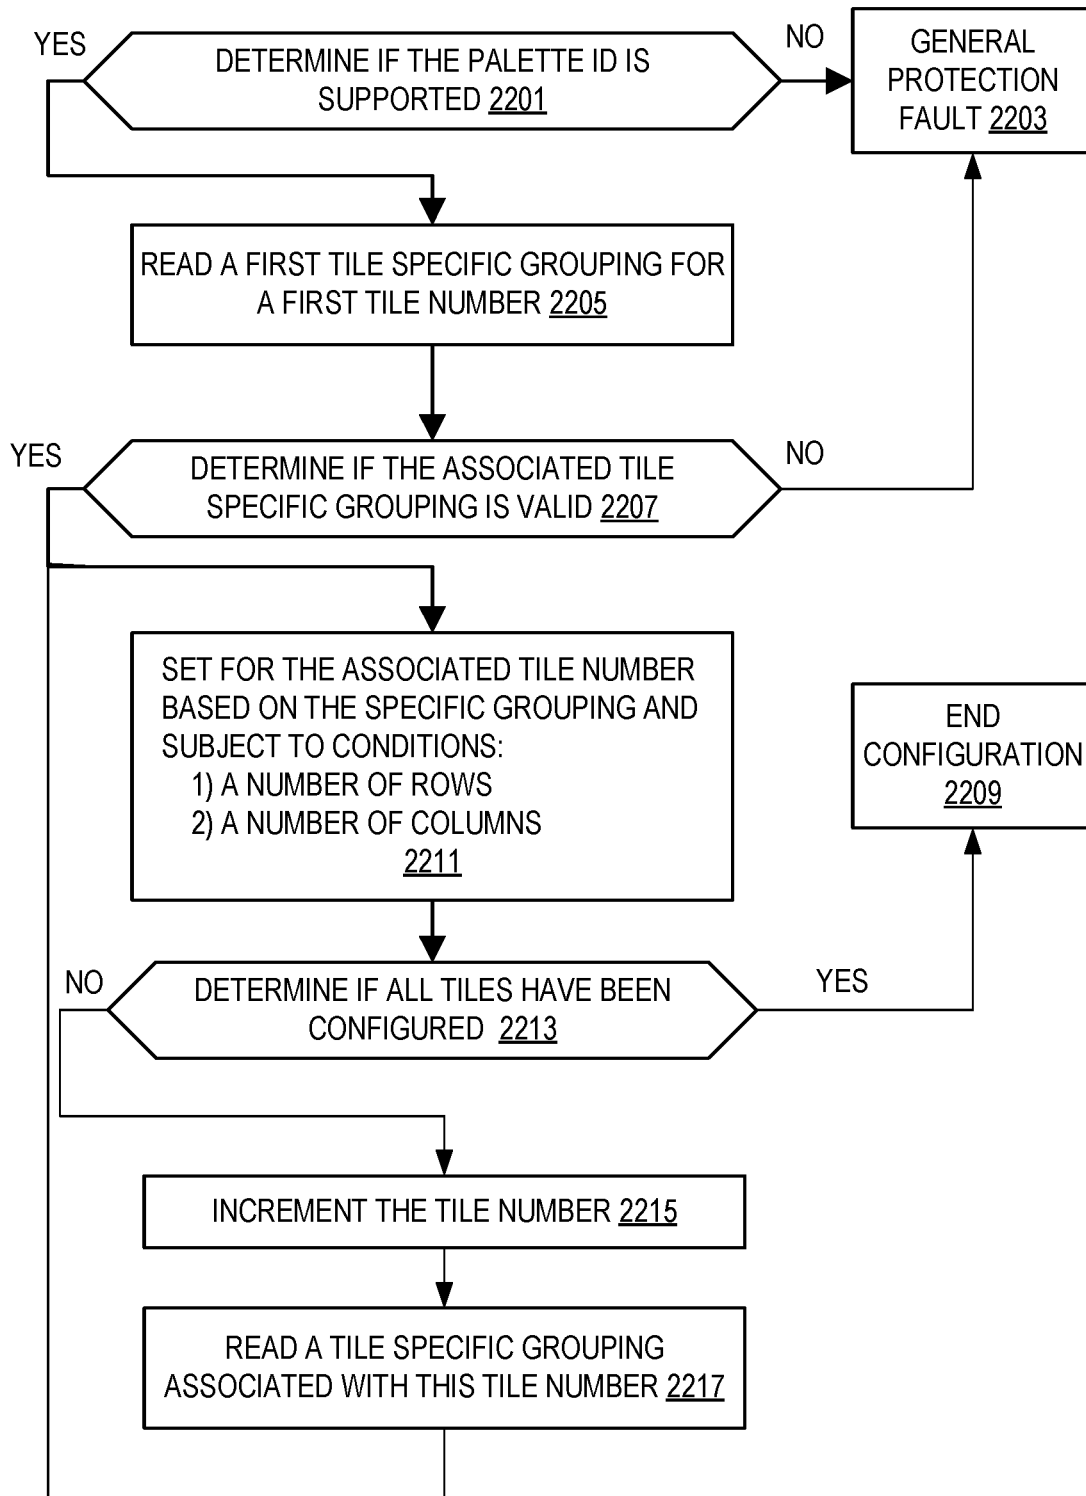 YES
DETERMINE IF THE PALETTE ID IS
SUPPORTED 2201
NO
GENERAL
PROTECTION
FAULT 2203
READ A FIRST TILE SPECIFIC GROUPING FOR
A FIRST TILE NUMBER 2205
YES
DETERMINE IF THE ASSOCIATED TILE
SPECIFIC GROUPING IS VALID 2207
NO
SET FOR THE ASSOCIATED TILE NUMBER
BASED ON THE SPECIFIC GROUPING AND
SUBJECT TO CONDITIONS:
1) A NUMBER OF ROWS
2) A NUMBER OF COLUMNS
2211
END
CONFIGURATION
2209
NO
DETERMINE IF ALL TILES HAVE BEEN
CONFIGURED 2213
YES
INCREMENT THE TILE NUMBER 2215
READ A TILE SPECIFIC GROUPING
ASSOCIATED WITH THIS TILE NUMBER 2217